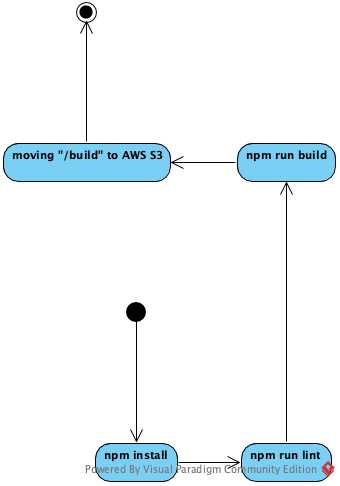 moving "/build" to AWS S3
npm run build
npm install
npm run lint
Powered By Visual Paradigm Community Edition